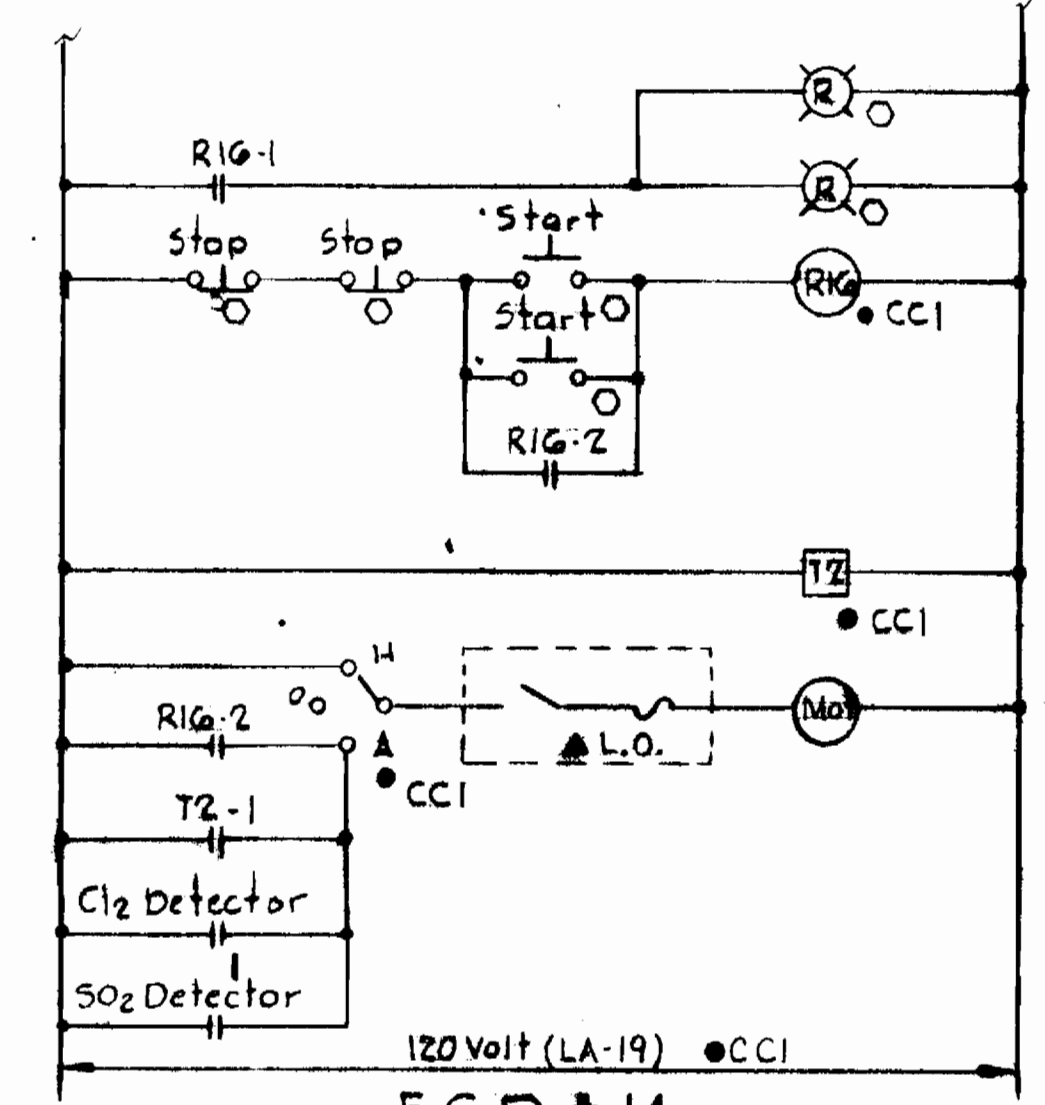 R
R16-1
R
Stop
Stop
Start
R16
CC1
Start
R16-2
T2
CC1
H
O
R16-2
L.O.
Mot
A
CC1
T2-1
Cl2 Detector
SO2 Detector
120 Volt (LA-19) CC1